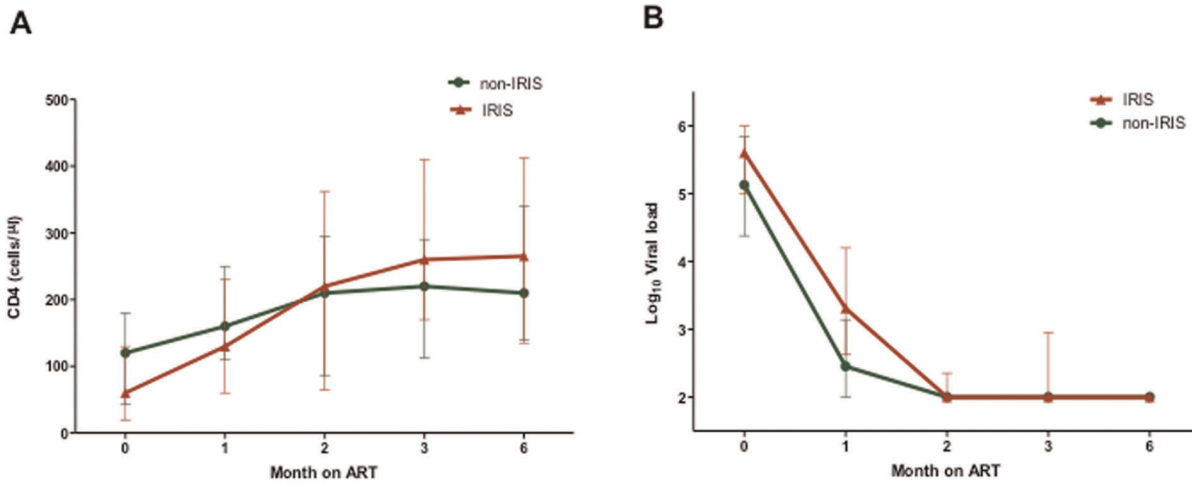 A
non-IRIS
IRIS
500
400
300
200
100
0
CD4 (cells/µl)
0 1 2 3 6
Month on ART
B
IRIS
non-IRIS
6
5
4
3
2
Log₁₀ Viral load
0 1 2 3 6
Month on ART